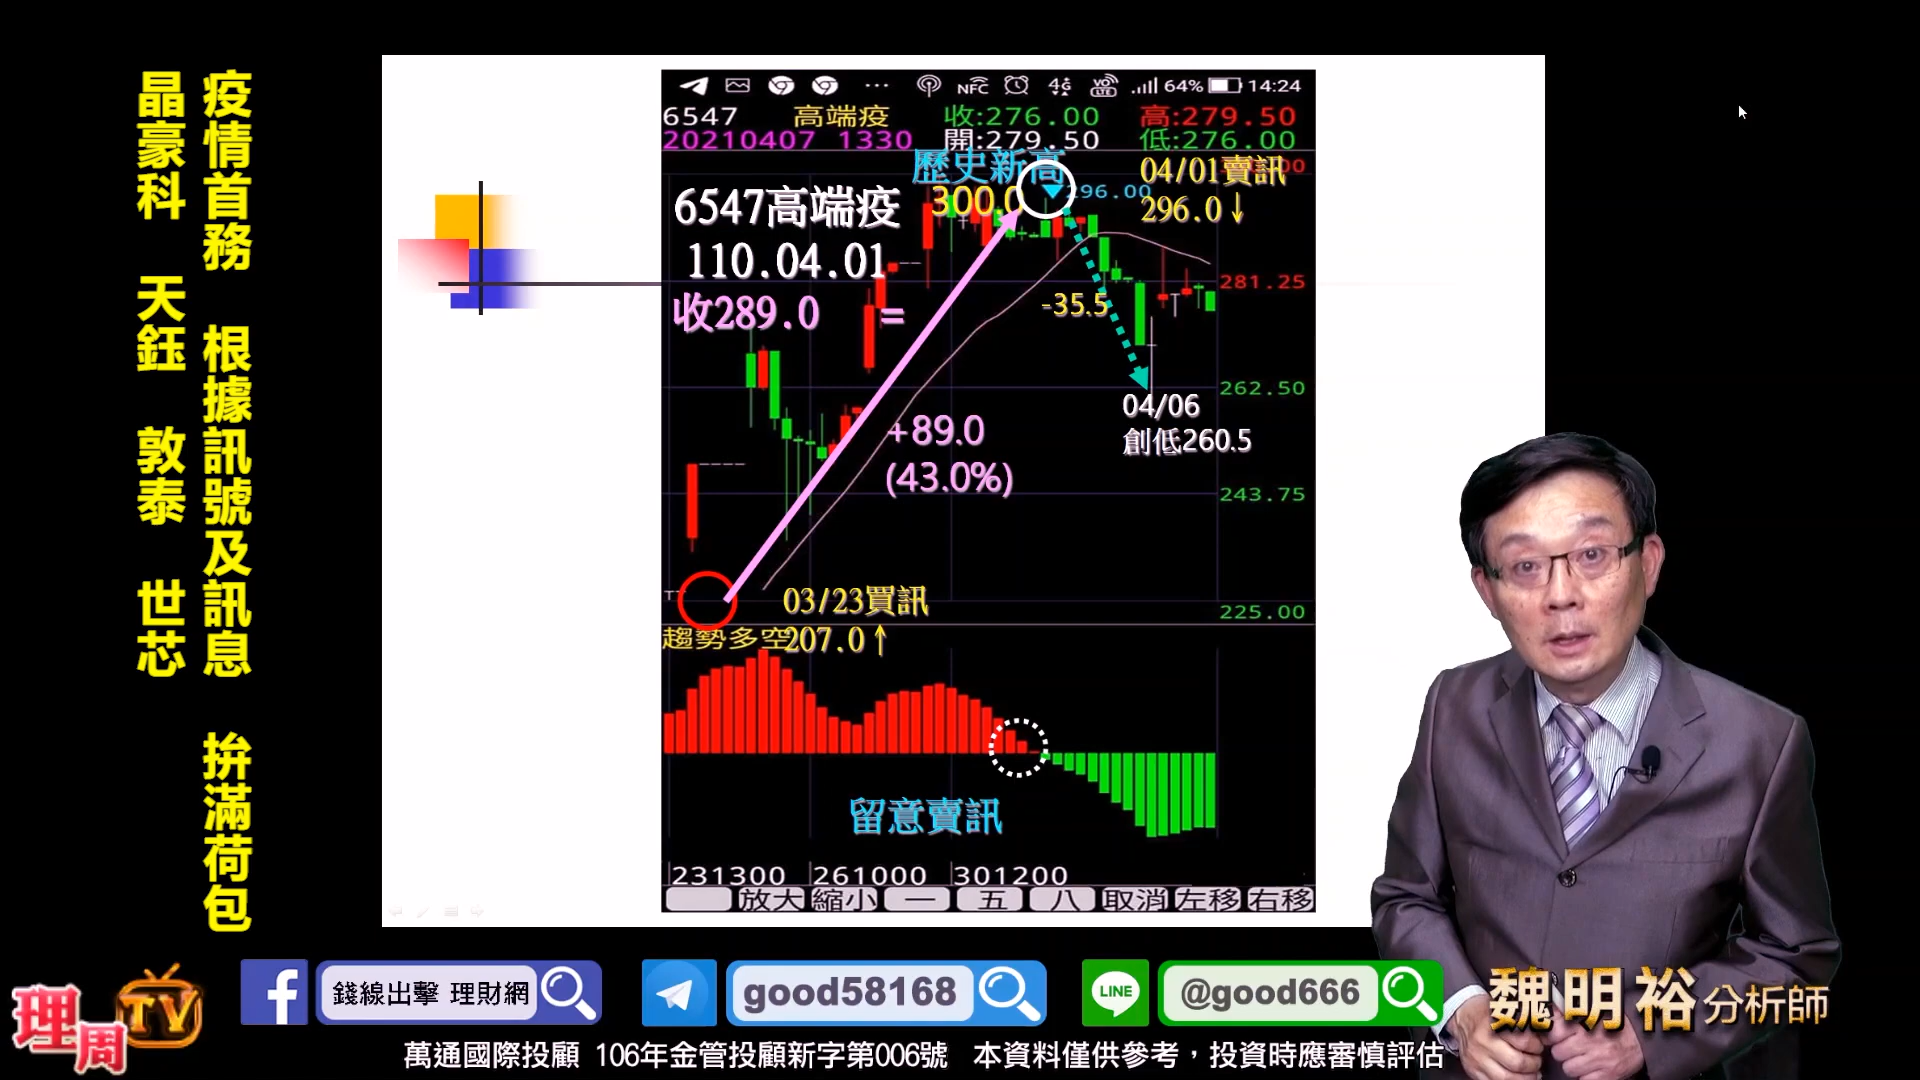 疫情首務 根據訊號及訊息 拚滿荷包
晶豪科 天鈺 敦泰 世芯
NFC 4G VO LTE 64% 14:24
6547 高端疫 收:276.00 高:279.50
20210407 1330 開:279.50 低:276.00
歷史新高
300.0
296.00
04/01賣訊
296.0↓
6547高端疫
110.04.01
收289.0 =
281.25
-35.5
262.50
04/06
創低260.5
+89.0
(43.0%)
243.75
03/23買訊
207.0↑
225.00
趨勢多空
留意賣訊
231300 261000 301200
放大 縮小 一 五 八 取消 左移 右移
理周TV
錢線出擊 理財網
good58168
LINE @good666
魏明裕分析師
萬通國際投顧 106年金管投顧新字第006號 本資料僅供參考，投資時應審慎評估